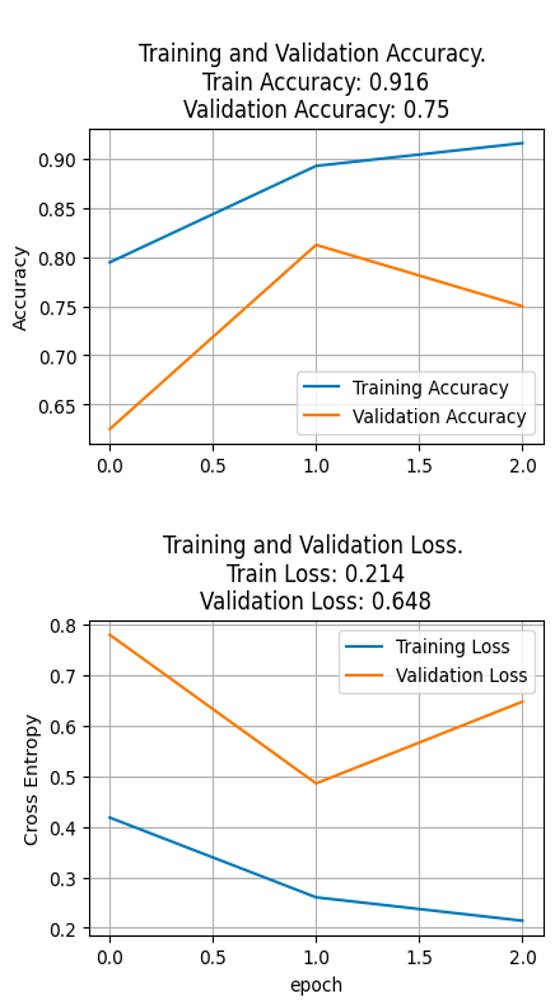 Training and Validation Accuracy.
Train Accuracy: 0.916
Validation Accuracy: 0.75
0.90
0.85
0.80
0.75
0.70
0.65
Accuracy
Training Accuracy
Validation Accuracy
0.0 0.5 1.0 1.5 2.0
Training and Validation Loss.
Train Loss: 0.214
Validation Loss: 0.648
0.8
0.7
0.6
0.5
0.4
0.3
0.2
Cross Entropy
Training Loss
Validation Loss
0.0 0.5 1.0 1.5 2.0
epoch